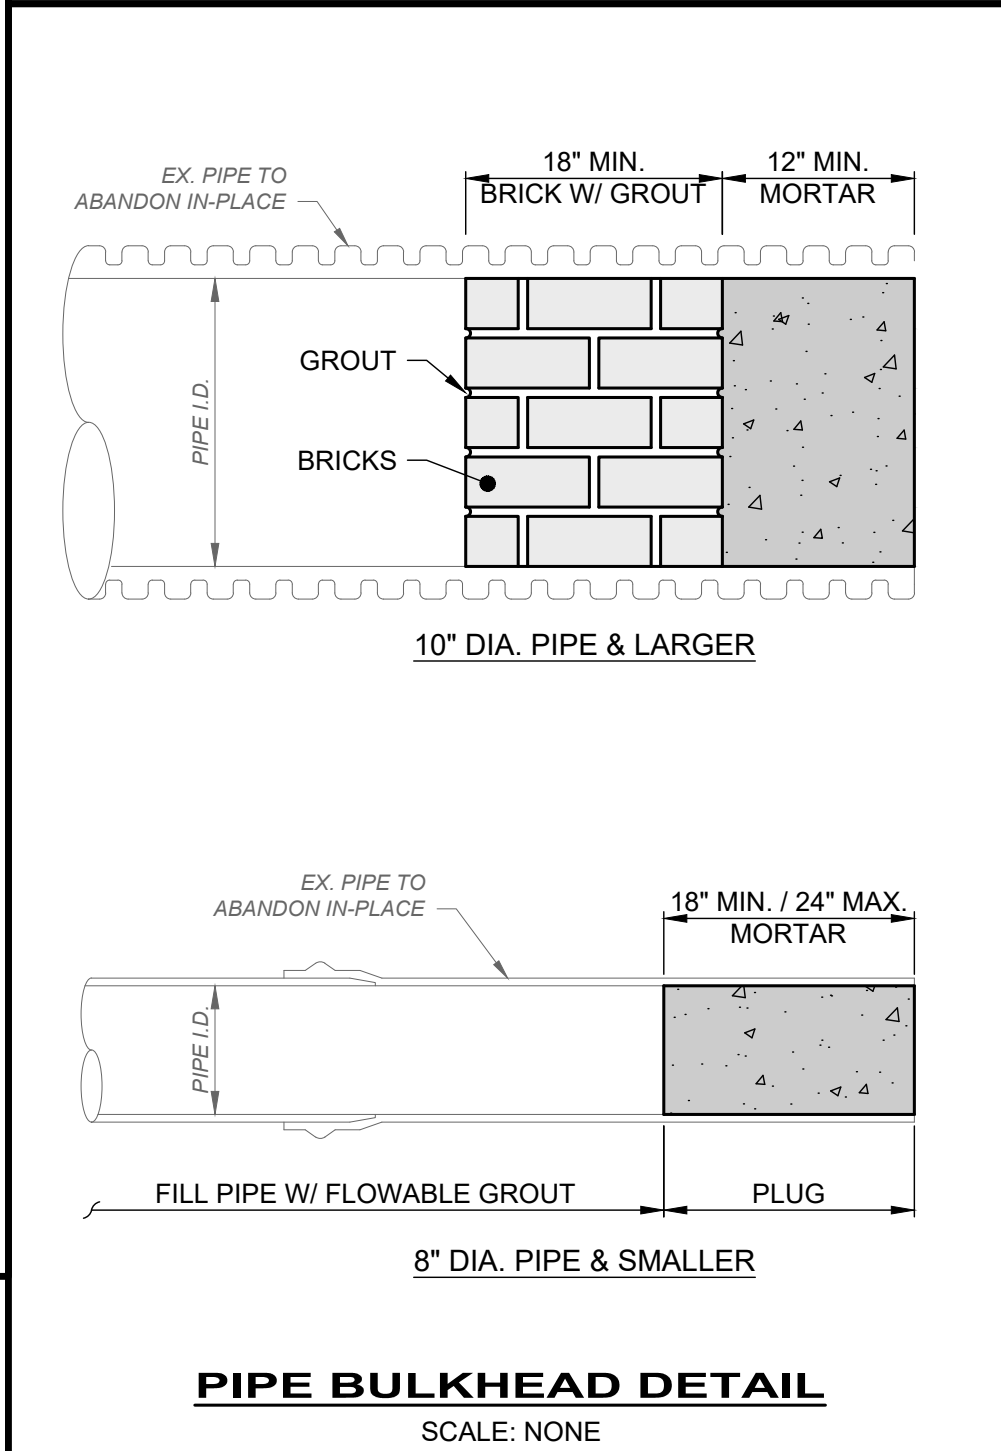 EX. PIPE TO
ABANDON IN-PLACE
18" MIN.
BRICK W/ GROUT
12" MIN.
MORTAR
PIPE I.D.
GROUT
BRICKS
10" DIA. PIPE & LARGER
EX. PIPE TO
ABANDON IN-PLACE
18" MIN. / 24" MAX.
MORTAR
PIPE I.D.
FILL PIPE W/ FLOWABLE GROUT
PLUG
8" DIA. PIPE & SMALLER
PIPE BULKHEAD DETAIL
SCALE: NONE